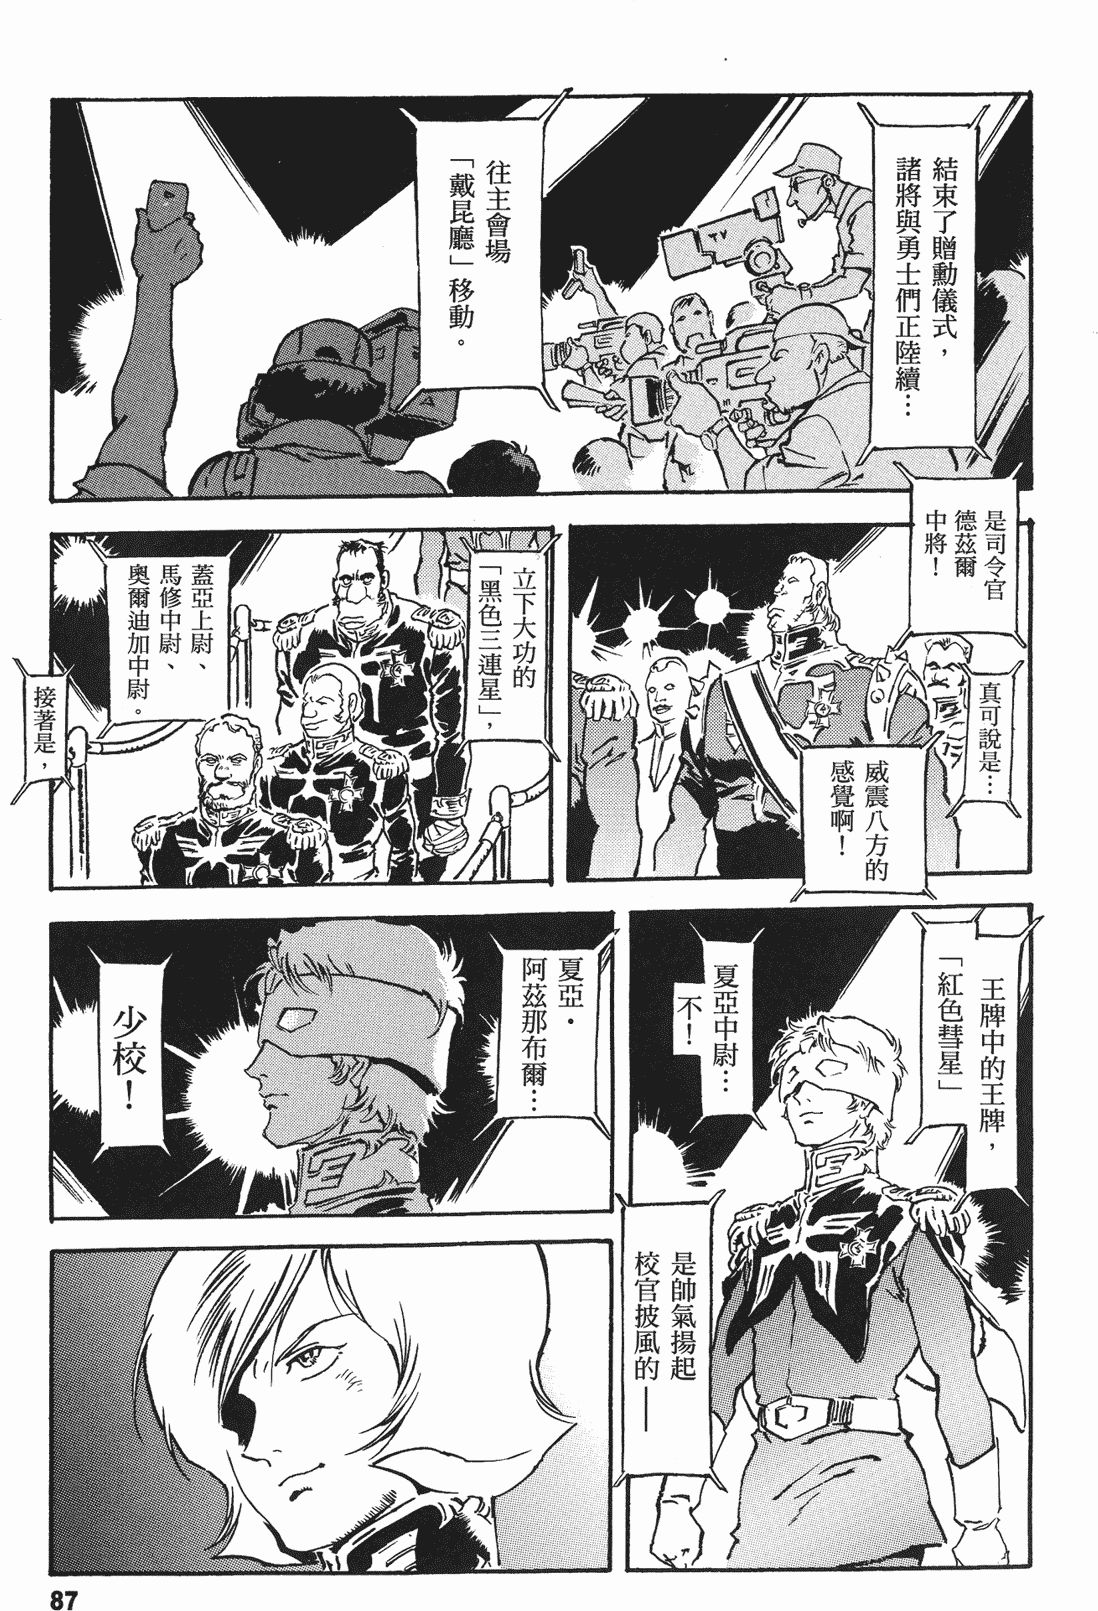 結束了贈勳儀式，
諸將與勇士們正陸續…
往主會場
「戴昆廳」移動。
TV
是司令官
德茲爾
中將！
真可說是…
威震八方的
感覺啊！
立下大功的
「黑色三連星」，
蓋亞上尉、
馬修中尉、
奧爾迪加中尉。
接著是，
王牌中的王牌，
「紅色彗星」
夏亞中尉…
不！
是帥氣揚起
校官披風的——
夏亞・
阿茲那布爾…
少校！
87